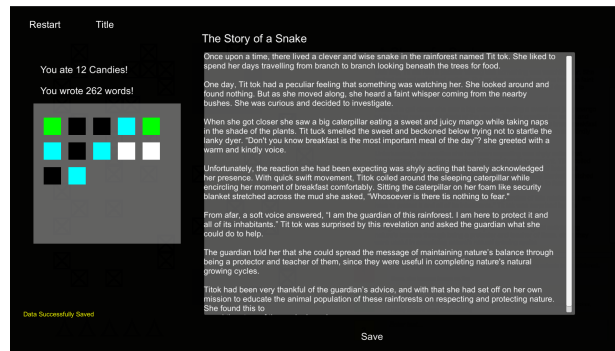 Restart Title
The Story of a Snake
You ate 12 Candies!
You wrote 262 words!
Once upon a time, there lived a clever and wise snake in the rainforest named Tit tok. She liked to
spend her days travelling from branch to branch looking beneath the trees for food.
One day, Tit tok had a peculiar feeling that something was watching her. She looked around and
found nothing. But as she moved along, she heard a faint whisper coming from the nearby
bushes. She was curious and decided to investigate.
When she got closer she saw a big caterpillar eating a sweet and juicy mango while taking naps
in the shade of the plants. Tit tuck smelled the sweet and beckoned below trying not to startle the
lanky dyer. "Don't you know breakfast is the most important meal of the day"? she greeted with a
warm and kindly voice.
Unfortunately, the reaction she had been expecting was shyly acting that barely acknowledged
her presence. With quick swift movement, Titok coiled around the sleeping caterpillar while
encircling her moment of breakfast comfortably. Sitting the caterpillar on her foam like security
blanket stretched across the mud she asked, "Whosoever is there tis nothing to fear."
From afar, a soft voice answered, "I am the guardian of this rainforest. I am here to protect it and
all of its inhabitants." Tit tok was surprised by this revelation and asked the guardian what she
could do to help.
The guardian told her that she could spread the message of maintaining nature's balance through
being a protector and teacher of them, since they were useful in completing nature's natural
growing cycles.
Titok had been very thankful of the guardian's advice, and with that she had set off on her own
mission to educate the animal population of these rainforests on respecting and protecting nature.
She found this to
Data Successfully Saved
Save